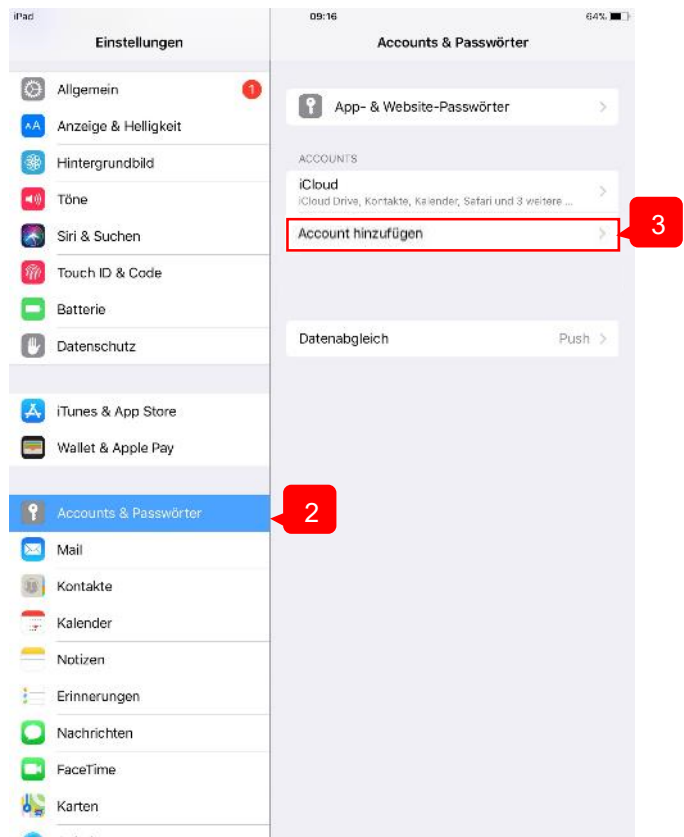 iPad
09:16
64%
Einstellungen
Accounts & Passwörter
Allgemein
1
AA
Anzeige & Helligkeit
Hintergrundbild
Töne
Siri & Suchen
Touch ID & Code
Batterie
Datenschutz
iTunes & App Store
Wallet & Apple Pay
Accounts & Passwörter
2
Mail
Kontakte
Kalender
Notizen
Erinnerungen
Nachrichten
FaceTime
Karten
App- & Website-Passwörter
ACCOUNTS
iCloud
iCloud Drive, Kontakte, Kalender, Safari und 3 weitere ...
Account hinzufügen
3
Datenabgleich
Push